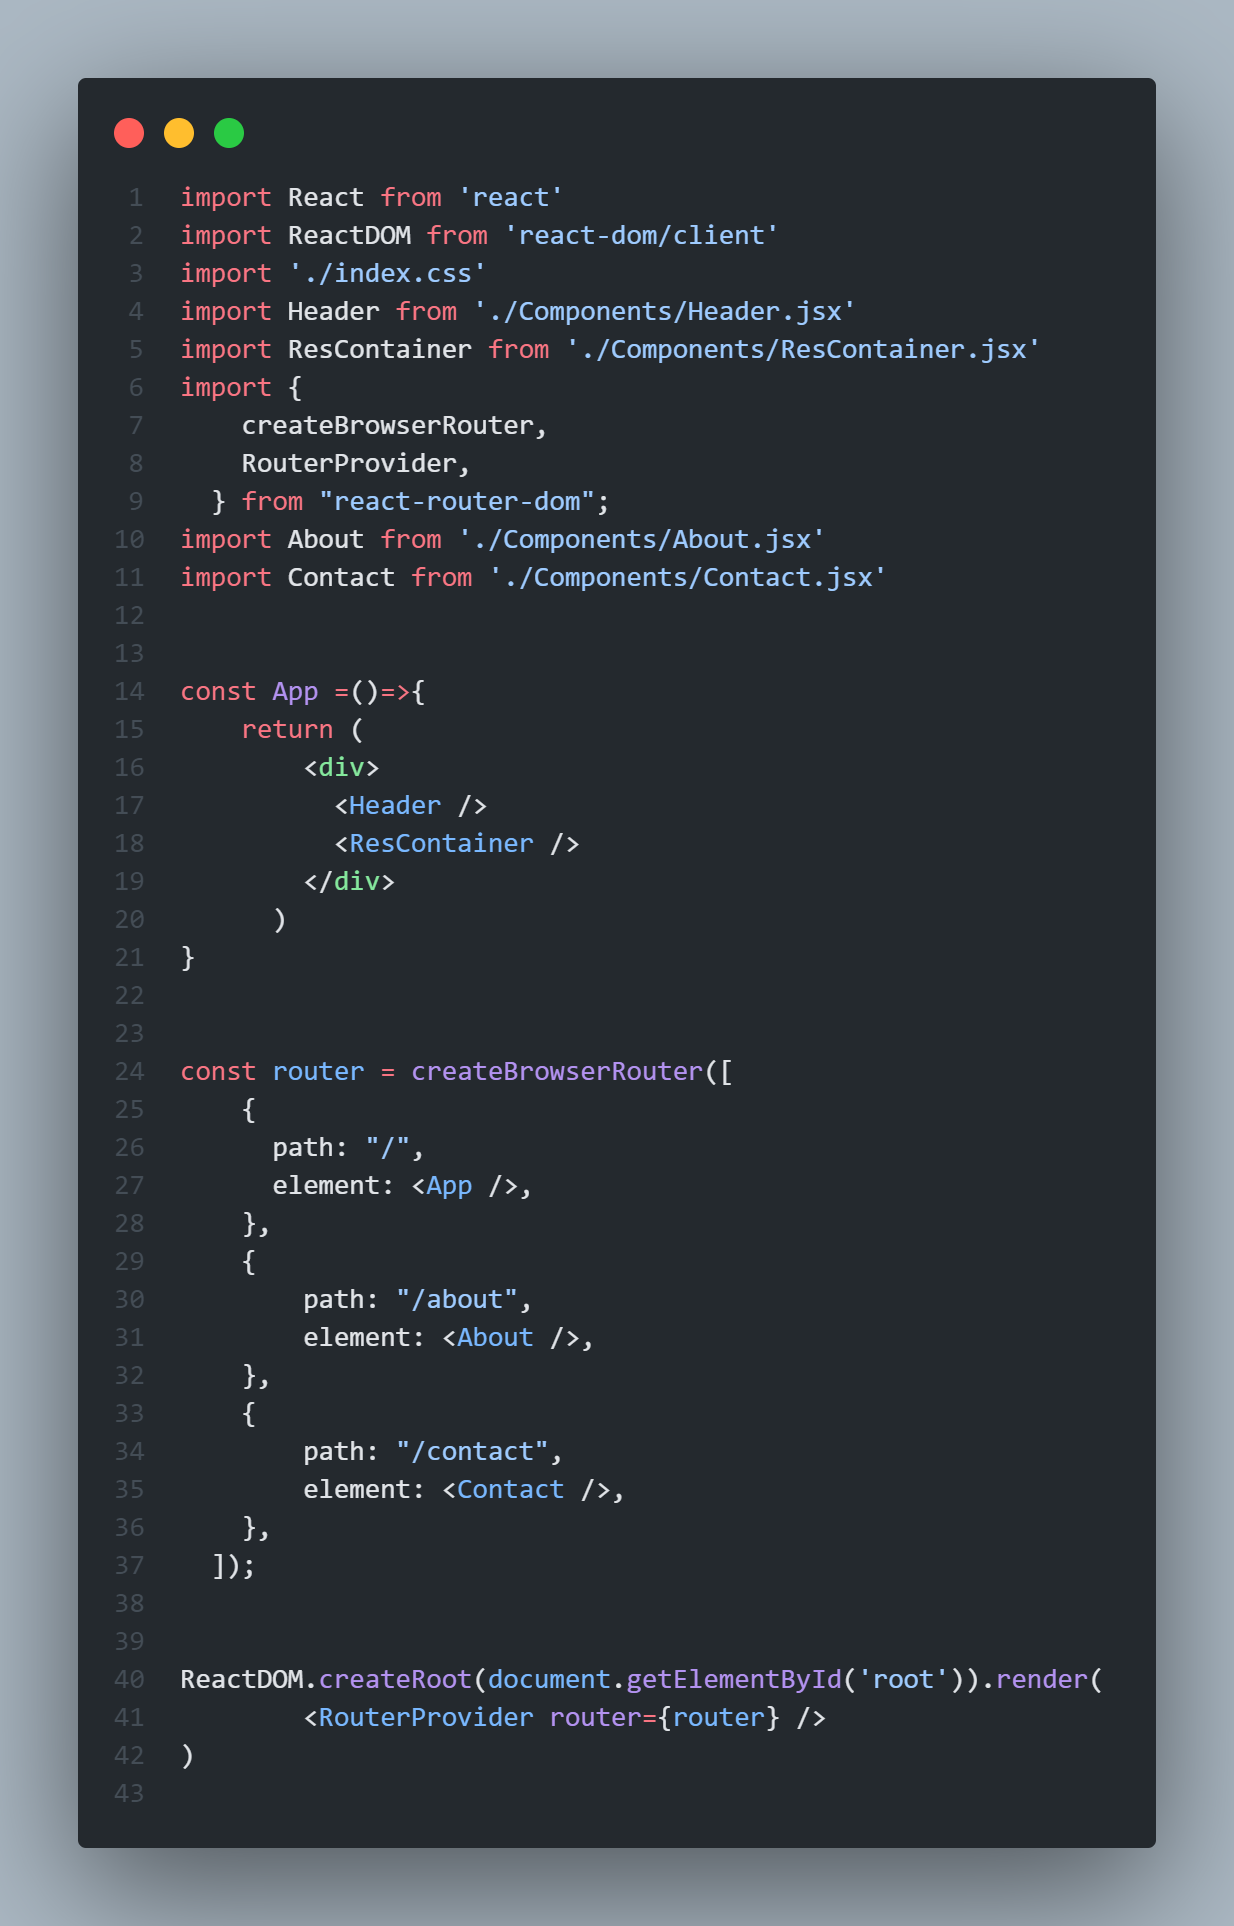 1 import React from 'react'
2 import ReactDOM from 'react-dom/client'
3 import './index.css'
4 import Header from './Components/Header.jsx'
5 import ResContainer from './Components/ResContainer.jsx'
6 import {
7     createBrowserRouter,
8     RouterProvider,
9   } from "react-router-dom";
10 import About from './Components/About.jsx'
11 import Contact from './Components/Contact.jsx'
12
13
14 const App =()=>{
15     return (
16         <div>
17           <Header />
18           <ResContainer />
19         </div>
20       )
21 }
22
23
24 const router = createBrowserRouter([
25     {
26       path: "/",
27       element: <App />,
28     },
29     {
30         path: "/about",
31         element: <About />,
32     },
33     {
34         path: "/contact",
35         element: <Contact />,
36     },
37   ]);
38
39
40 ReactDOM.createRoot(document.getElementById('root')).render(
41         <RouterProvider router={router} />
42 )
43